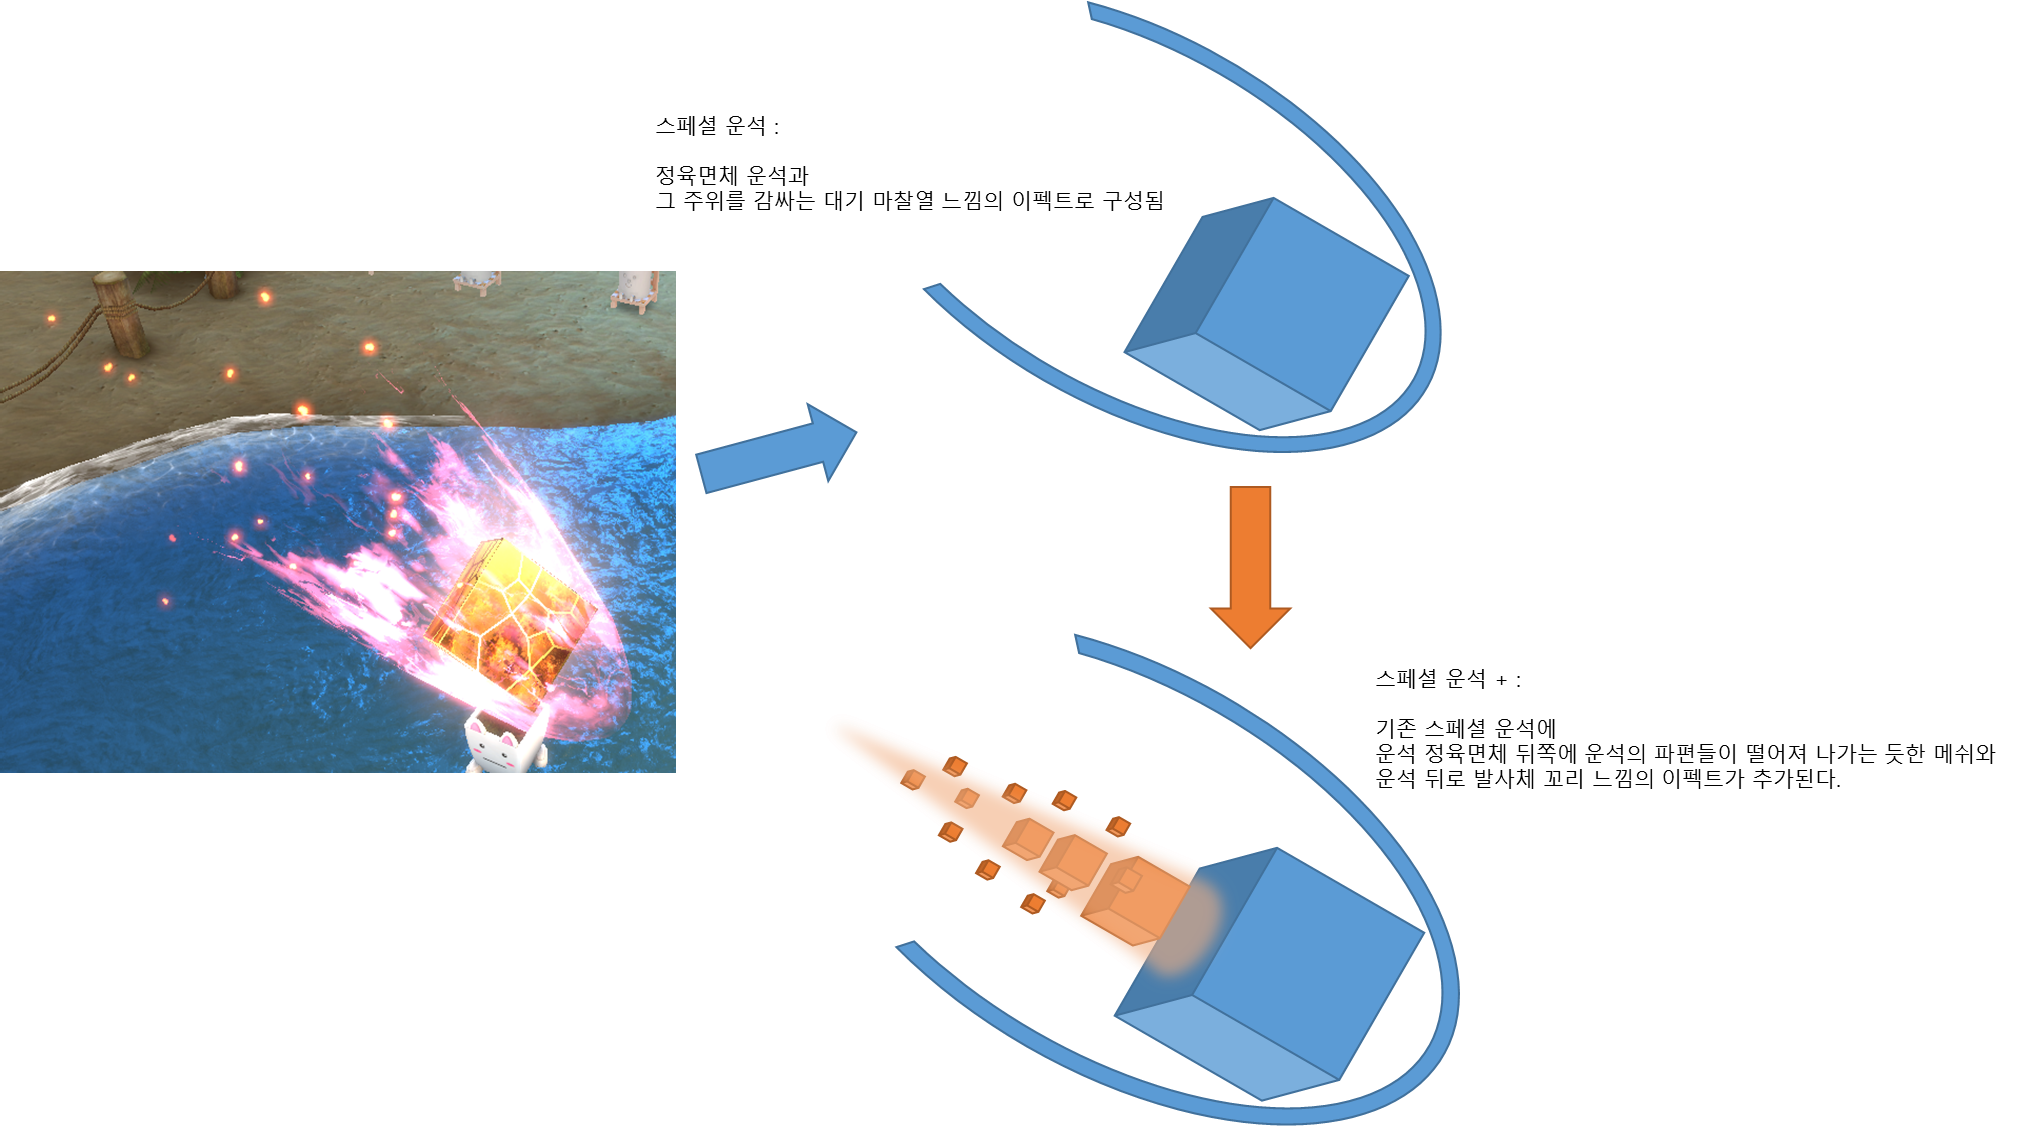 스페셜 운석 :
정육면체 운석과
그 주위를 감싸는 대기 마찰열 느낌의 이펙트로 구성됨
스페셜 운석 + :
기존 스페셜 운석에
운석 정육면체 뒤쪽에 운석의 파편들이 떨어져 나가는 듯한 메쉬와
운석 뒤로 발사체 꼬리 느낌의 이펙트가 추가된다.